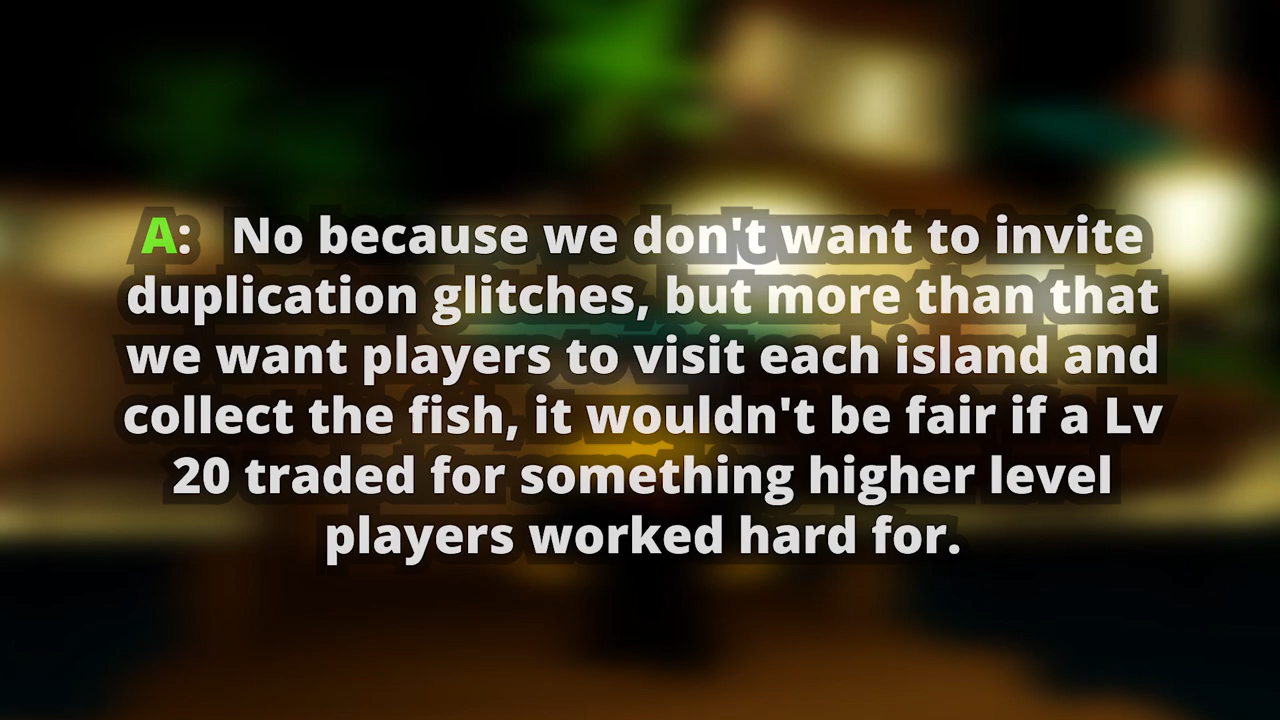 A: No because we don't want to invite
duplication glitches, but more than that
we want players to visit each island and
collect the fish, it wouldn't be fair if a Lv
20 traded for something higher level
players worked hard for.